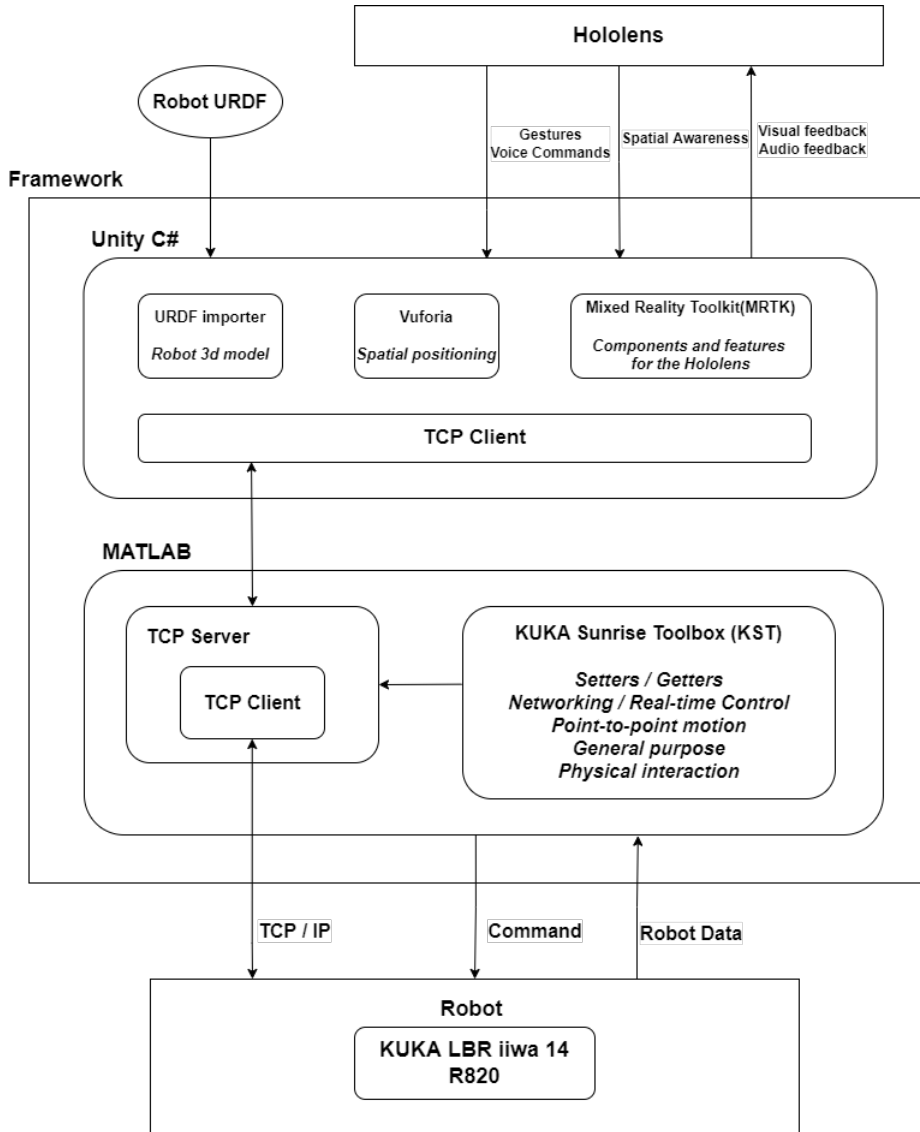 Hololens
Robot URDF
Gestures
Voice Commands
Spatial Awareness
Visual feedback
Audio feedback
Framework
Unity C#
URDF importer
Robot 3d model
Vuforia
Spatial positioning
Mixed Reality Toolkit(MRTK)
Components and features
for the Hololens
TCP Client
MATLAB
TCP Server
TCP Client
KUKA Sunrise Toolbox (KST)
Setters / Getters
Networking / Real-time Control
Point-to-point motion
General purpose
Physical interaction
TCP / IP
Command
Robot Data
Robot
KUKA LBR iiwa 14
R820